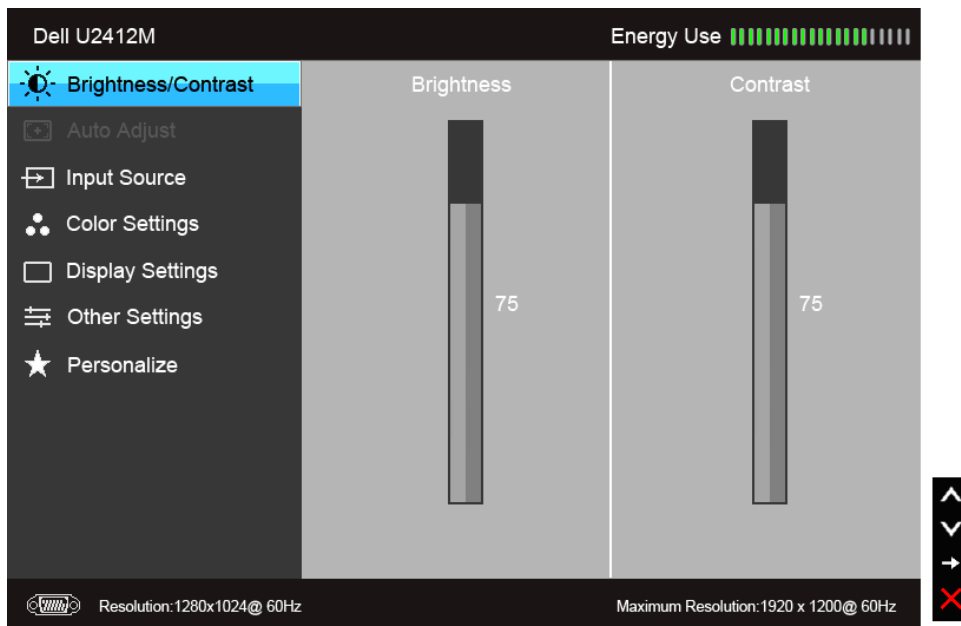 Dell U2412M
Energy Use
Brightness/Contrast
Auto Adjust
Input Source
Color Settings
Display Settings
Other Settings
Personalize
Brightness
75
Contrast
75
Resolution:1280x1024@ 60Hz
Maximum Resolution:1920 x 1200@ 60Hz